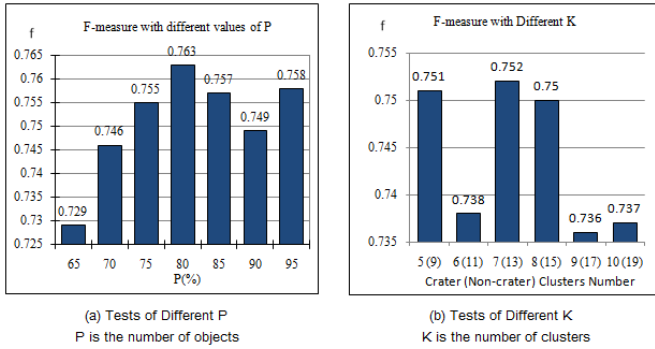 F-measure with different values of P
f
0.765
0.76
0.755
0.75
0.745
0.74
0.735
0.73
0.725
0.729
0.746
0.755
0.763
0.757
0.749
0.758
65 70 75 80 85 90 95
P(%)
(a) Tests of Different P
P is the number of objects
F-measure with Different K
f
0.755
0.75
0.745
0.74
0.735
0.751
0.738
0.752
0.75
0.736
0.737
5 (9) 6 (11) 7 (13) 8 (15) 9 (17) 10 (19)
Crater (Non-crater) Clusters Number
(b) Tests of Different K
K is the number of clusters